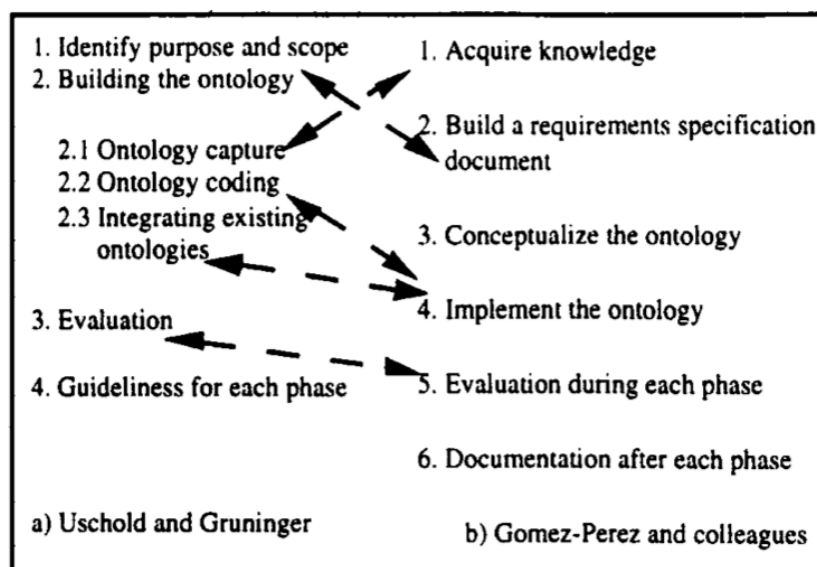 1. Identify purpose and scope
2. Building the ontology
2.1 Ontology capture
2.2 Ontology coding
2.3 Integrating existing
ontologies
3. Evaluation
4. Guideliness for each phase
a) Uschold and Gruninger
1. Acquire knowledge
2. Build a requirements specification
document
3. Conceptualize the ontology
4. Implement the ontology
5. Evaluation during each phase
6. Documentation after each phase
b) Gomez-Perez and colleagues